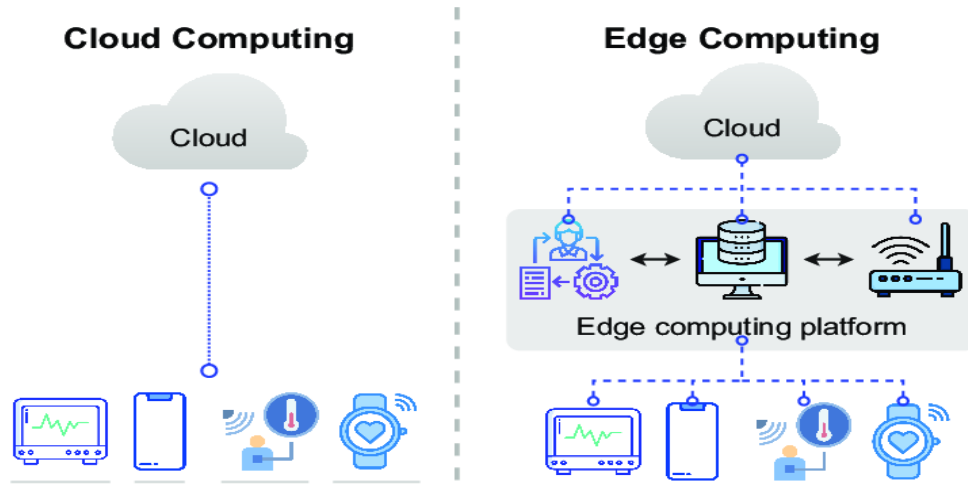 Cloud Computing
Edge Computing
Cloud
Cloud
Edge computing platform